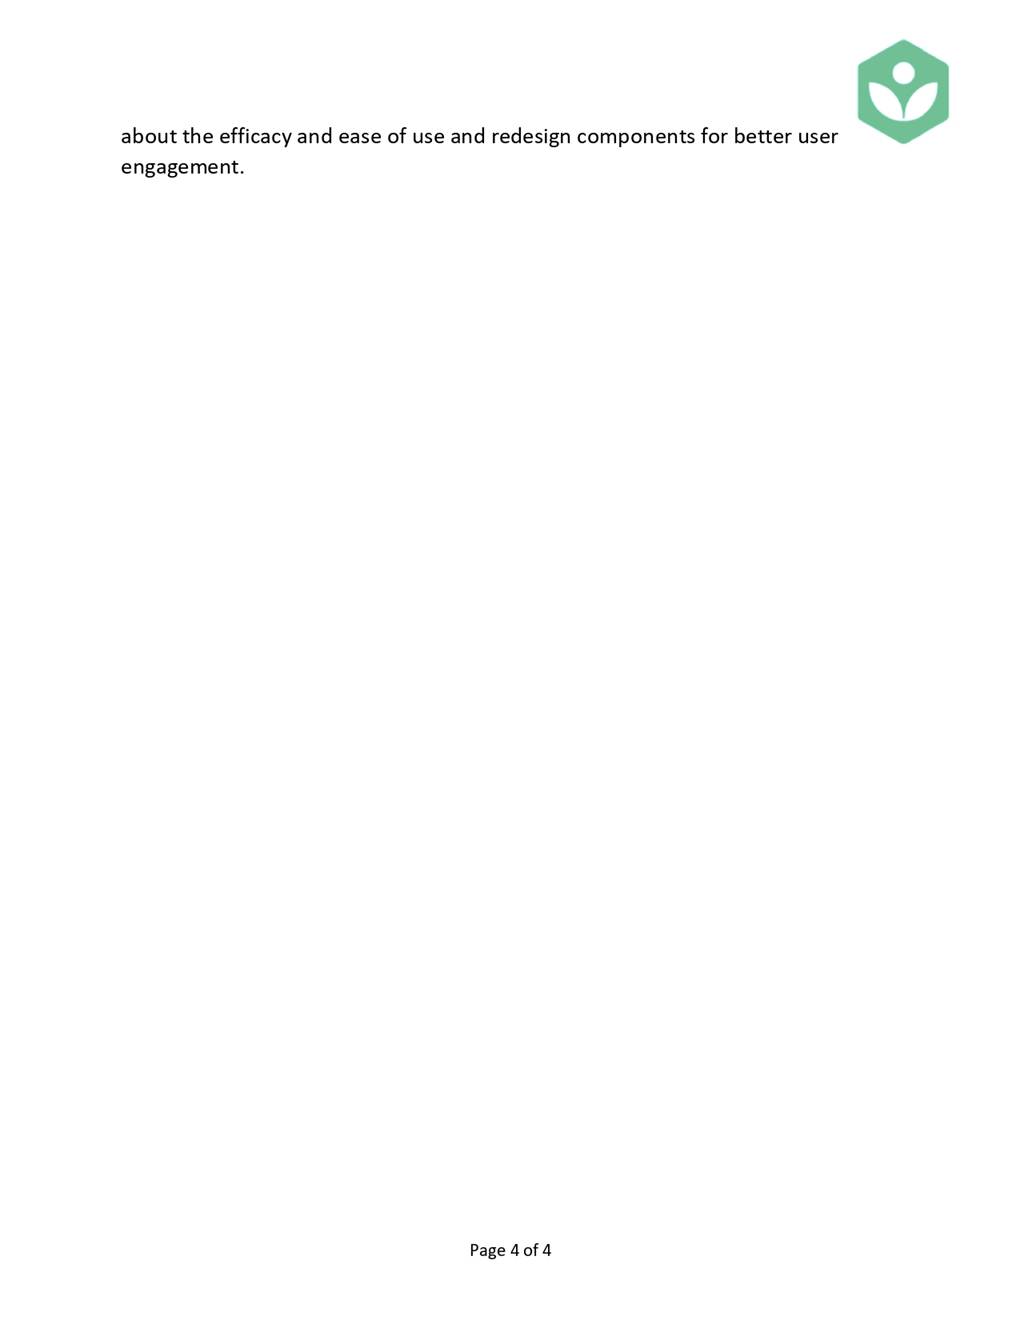 about the efficacy and ease of use and redesign components for better user
engagement.
Page 4 of 4